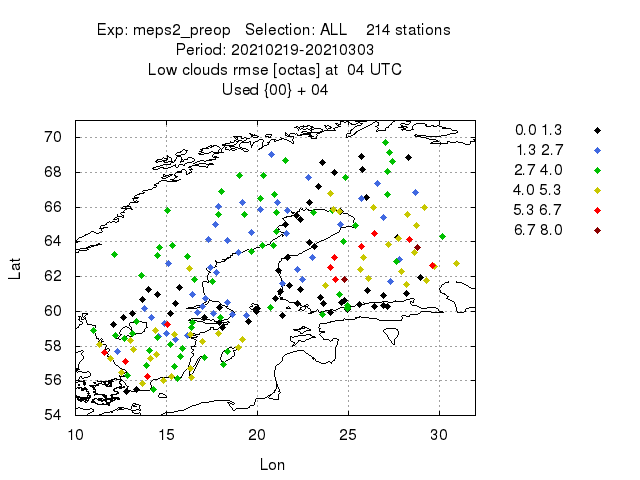 Exp: meps2_preop Selection: ALL 214 stations
Period: 20210219-20210303
Low clouds rmse [octas] at 04 UTC
Used {00} + 04
70
68
66
64
62
60
58
56
54
Lat
10 15 20 25 30
Lon
0.0 1.3
1.3 2.7
2.7 4.0
4.0 5.3
5.3 6.7
6.7 8.0